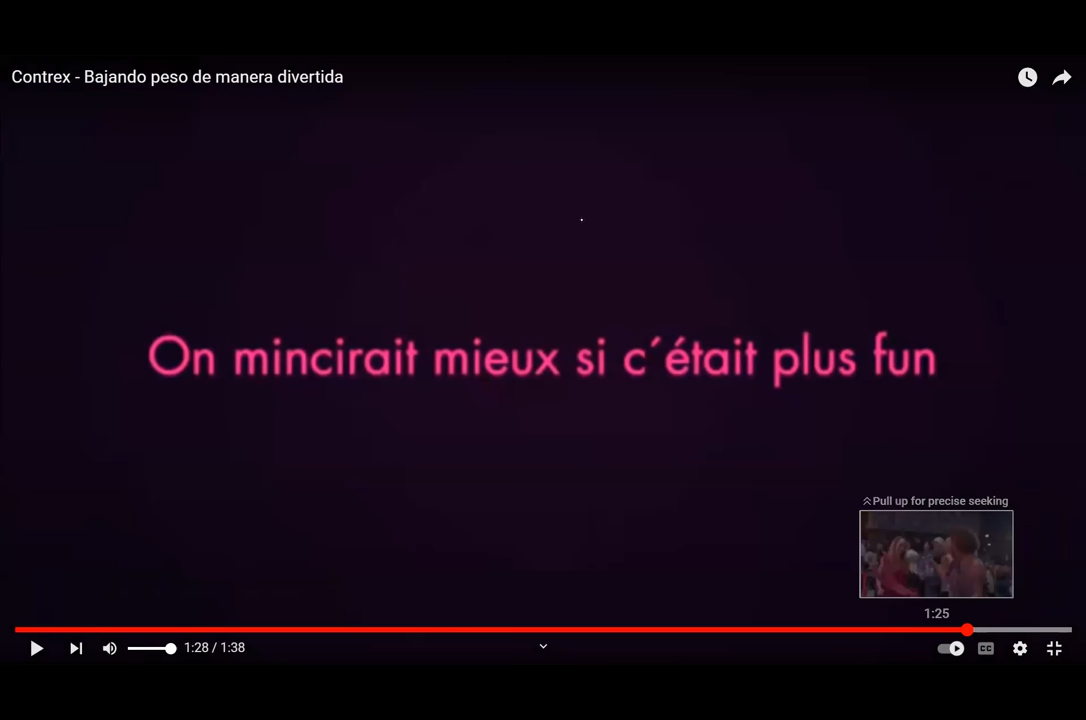 Contrex - Bajando peso de manera divertida
On mincirait mieux si c´était plus fun
Pull up for precise seeking
1:25
1:28 / 1:38
CC